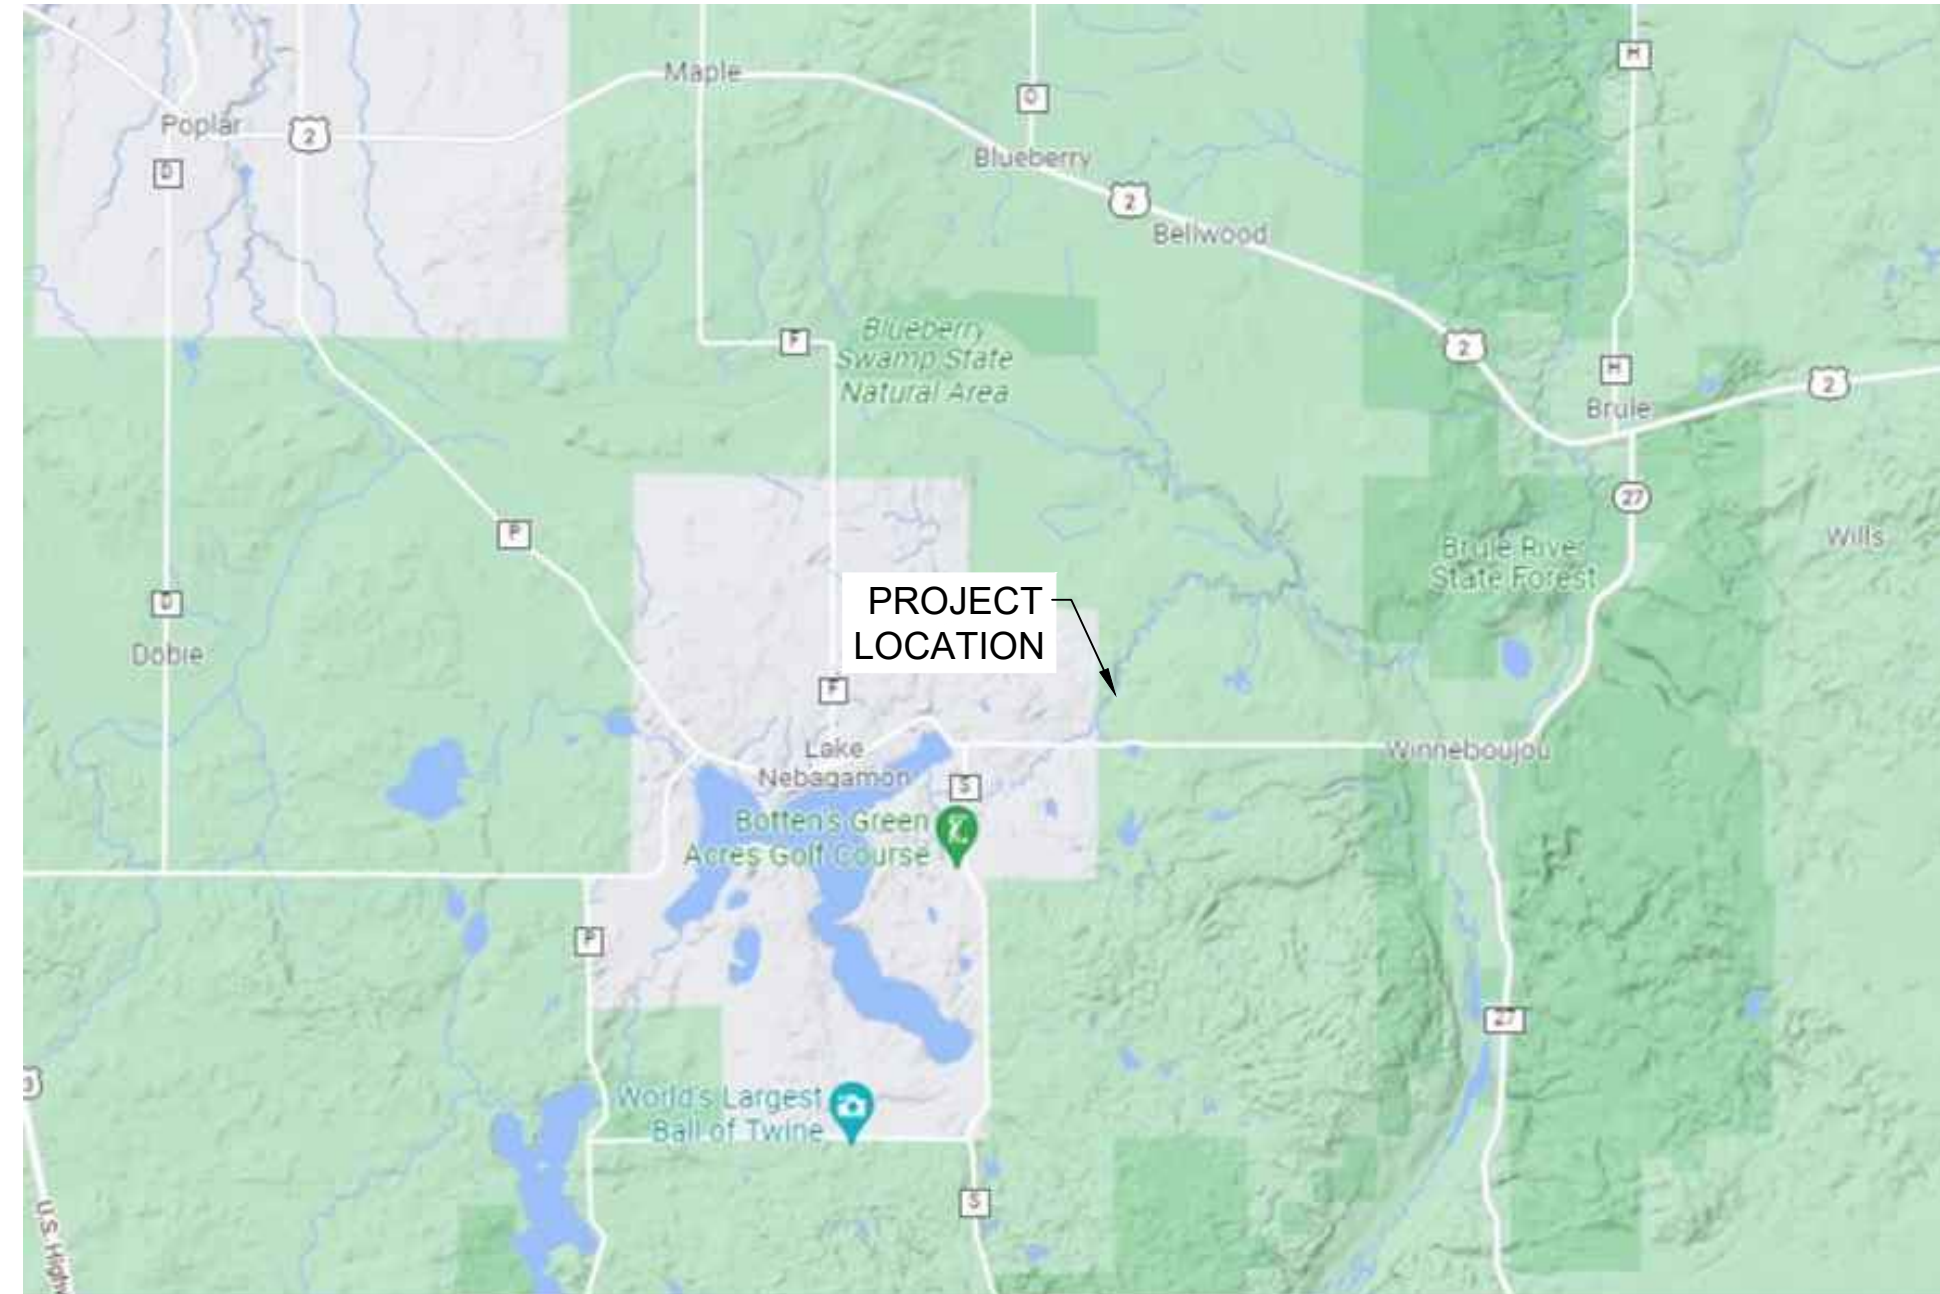 H
Maple
O
Poplar
2
Blueberry
D
2
Bellwood
F
Blueberry
Swamp State
Natural Area
2
H
2
Brule
27
P
Wills
Brule River
State Forest
PROJECT
LOCATION
D
Dobie
F
Lake
Nebagamon
Winneboujou
S
Botten's Green
Acres Golf Course
P
27
World's Largest
Ball of Twine
S
U.S.